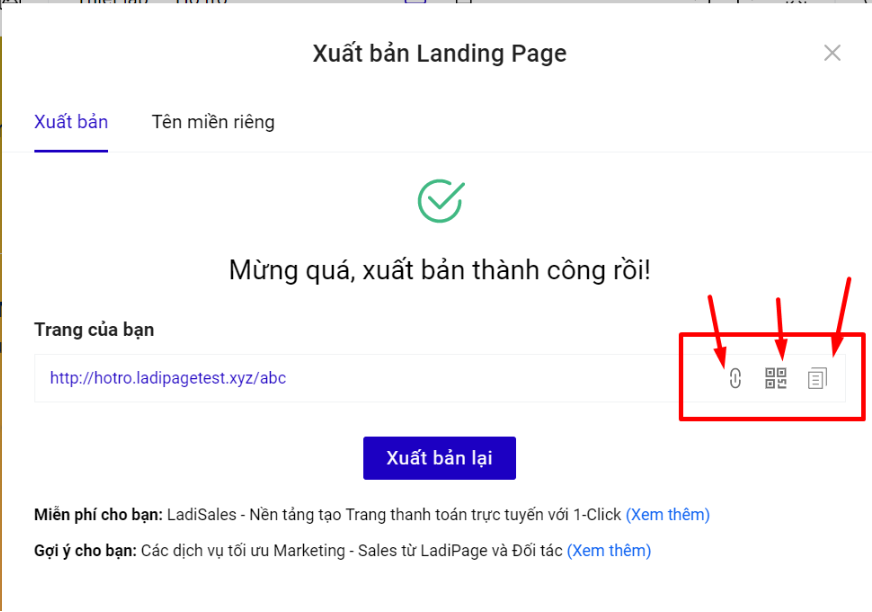 Xuất bản Landing Page
Xuất bản Tên miền riêng
Mừng quá, xuất bản thành công rồi!
Trang của bạn
http://hotro.ladipagetest.xyz/abc
Xuất bản lại
Miễn phí cho bạn: LadiSales - Nền tảng tạo Trang thanh toán trực tuyến với 1-Click (Xem thêm)
Gợi ý cho bạn: Các dịch vụ tối ưu Marketing - Sales từ LadiPage và Đối tác (Xem thêm)